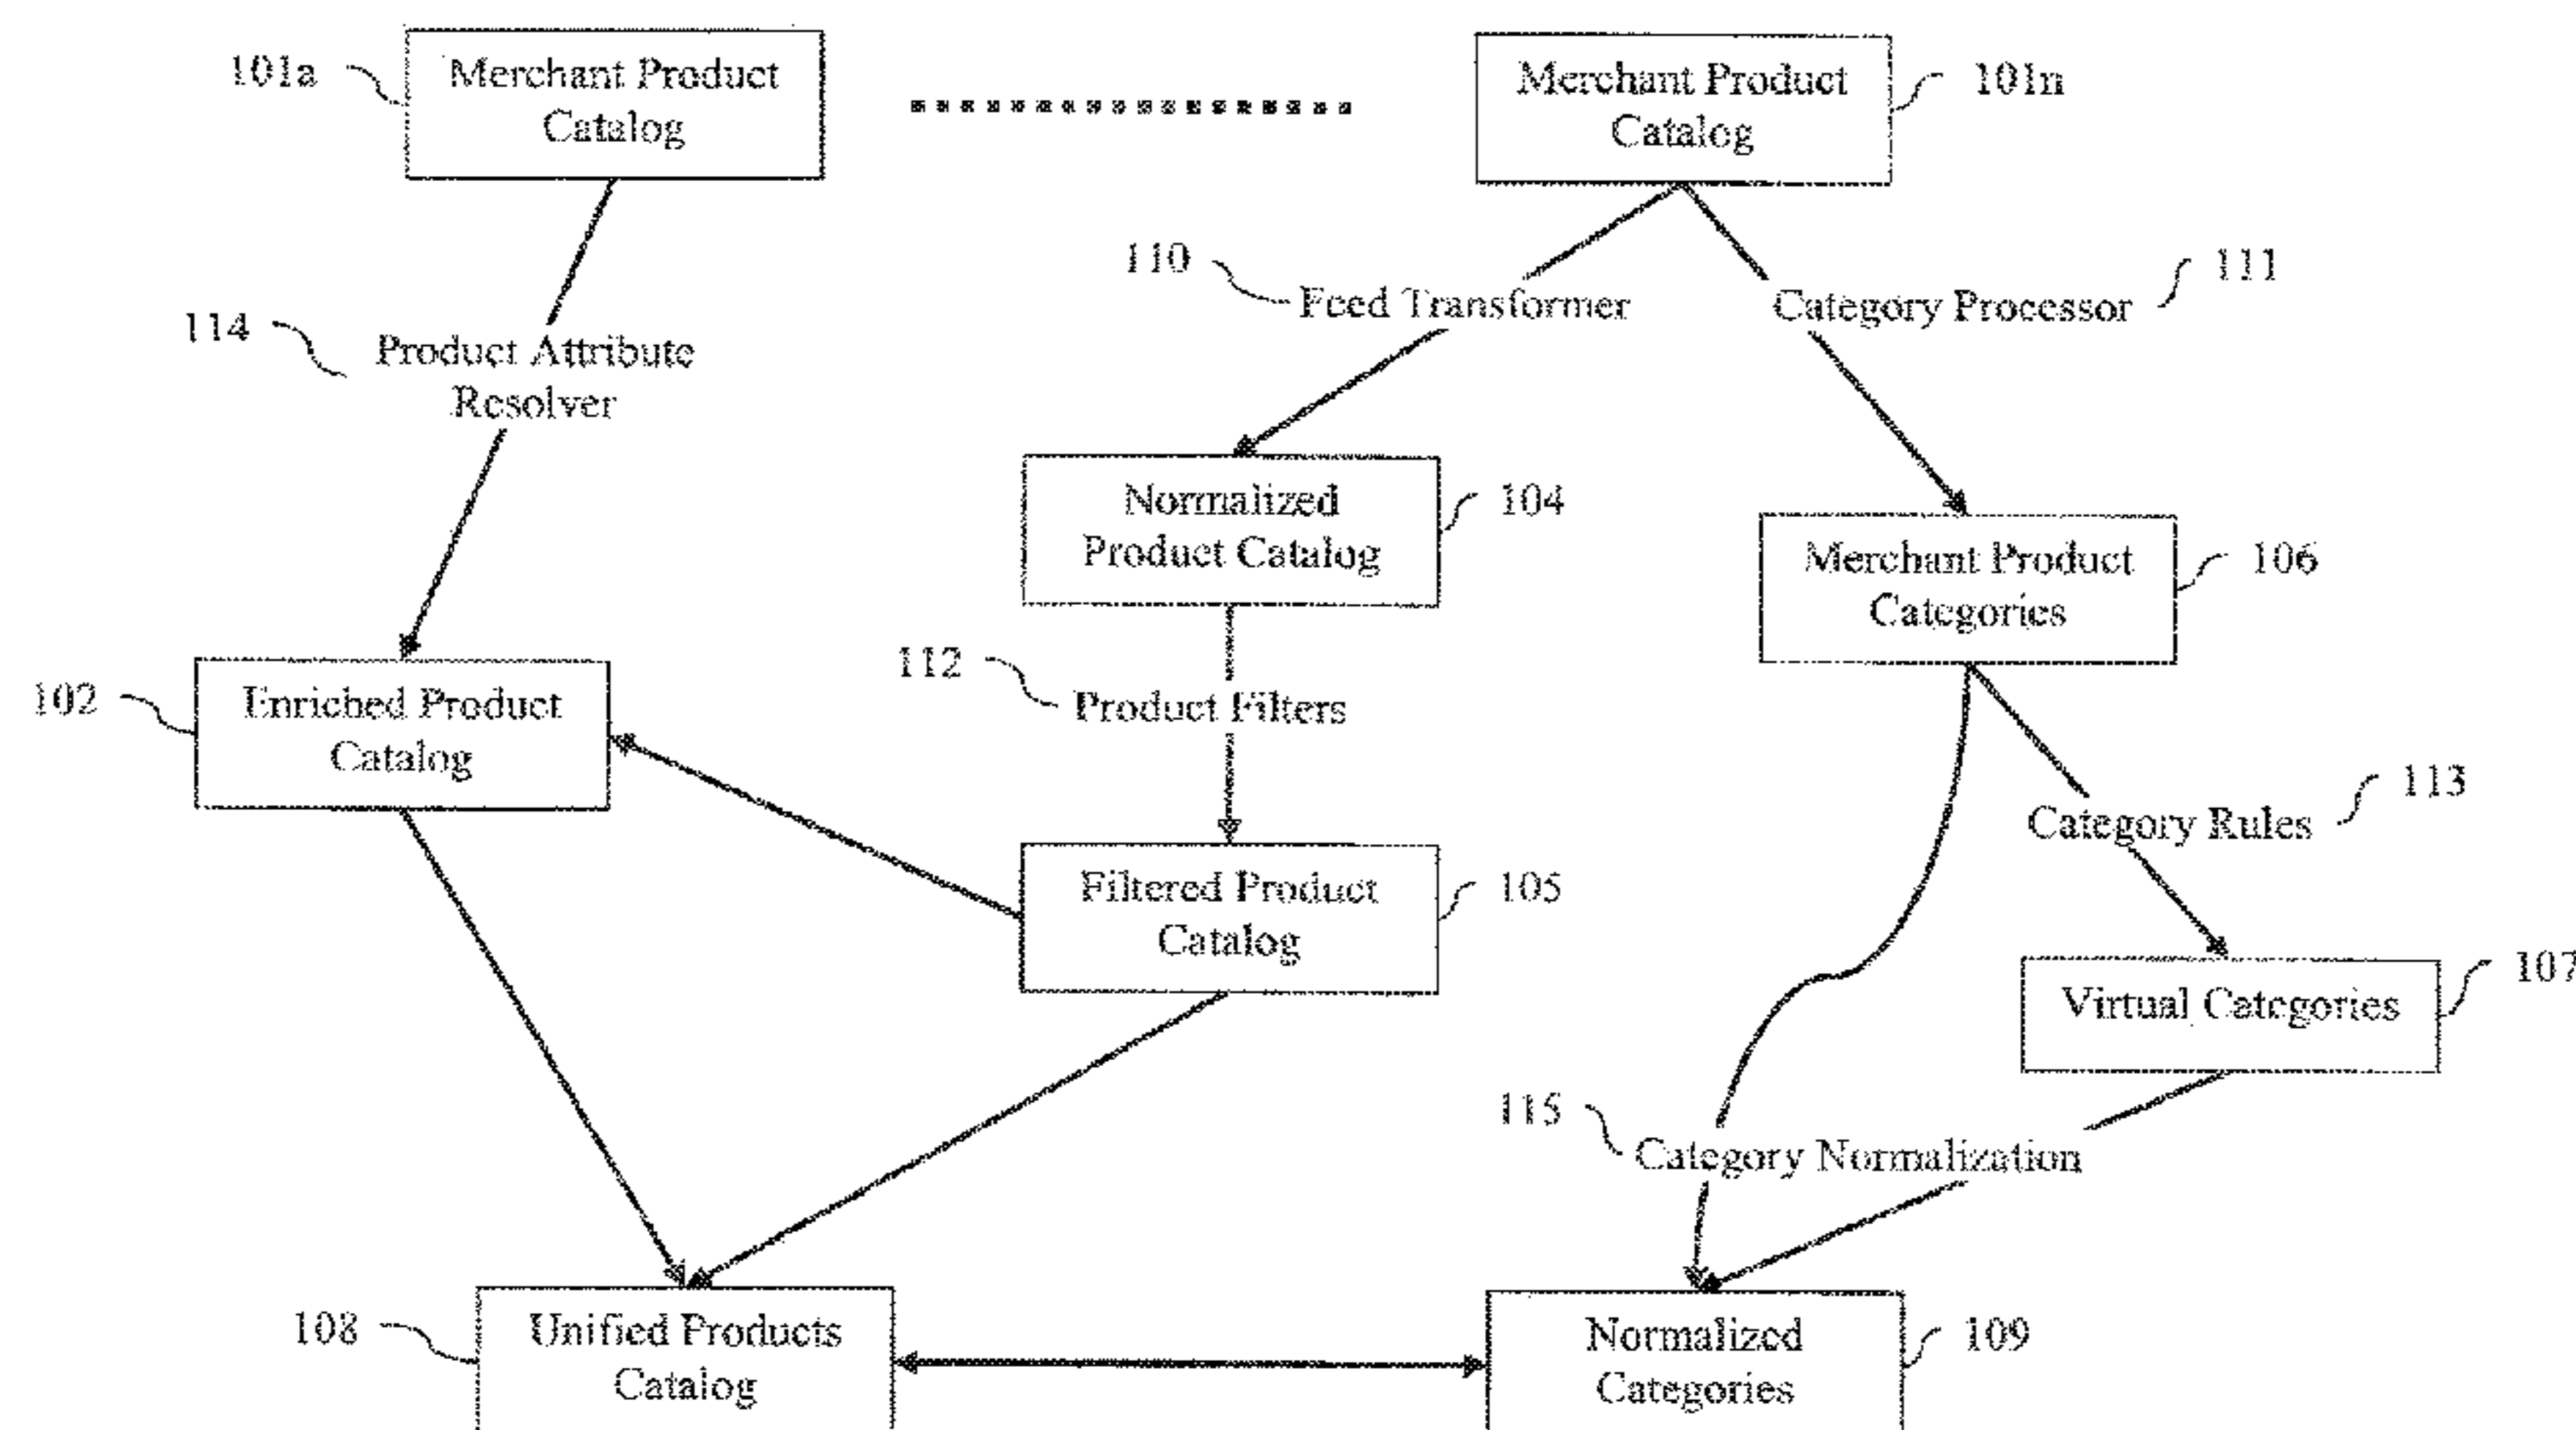 101a
Merchant Product
Catalog
Merchant Product
Catalog
101n
110
Feed Transformer
Category Processor
111
114
Product Attribute
Resolver
Normalized
Product Catalog
104
Merchant Product
Categories
106
102
Enriched Product
Catalog
112
Product Filters
Category Rules
113
Filtered Product
Catalog
105
Virtual Categories
107
115
Category Normalization
108
Unified Products
Catalog
Normalized
Categories
109